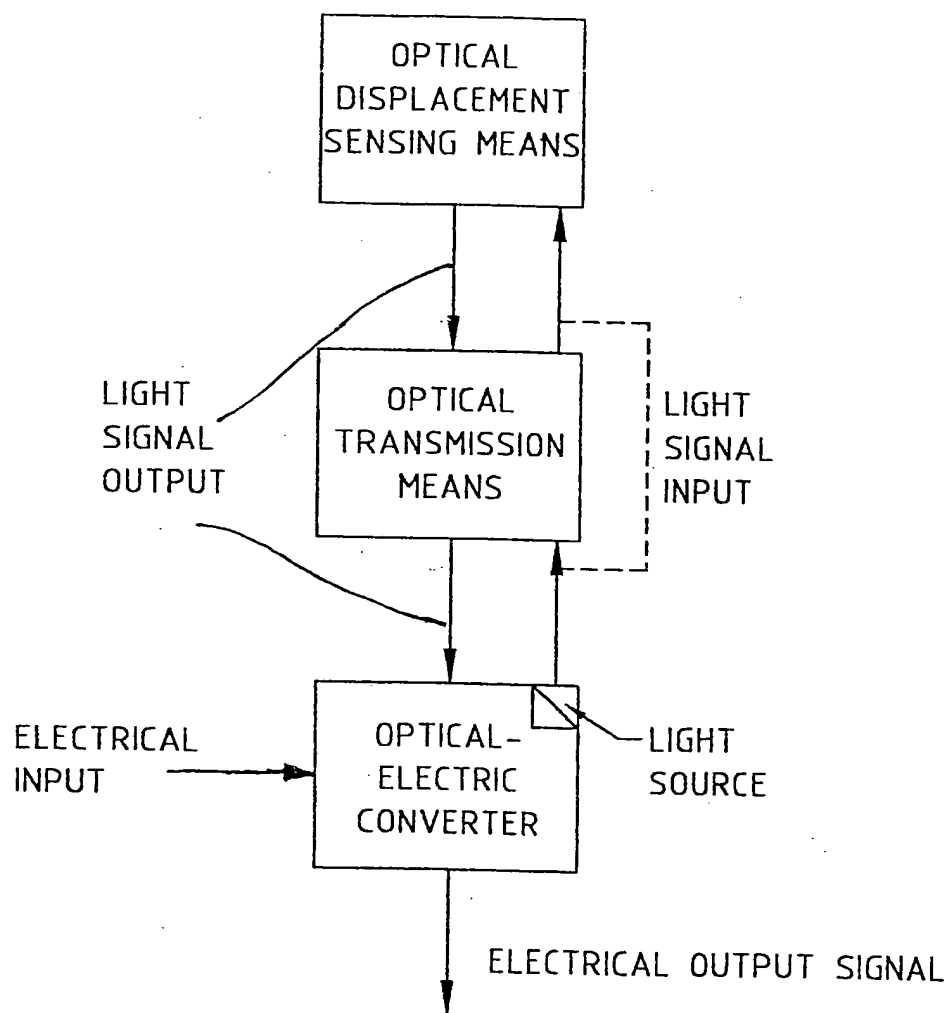 OPTICAL
DISPLACEMENT
SENSING MEANS
LIGHT
SIGNAL
OUTPUT
OPTICAL
TRANSMISSION
MEANS
LIGHT
SIGNAL
INPUT
ELECTRICAL
INPUT
OPTICAL-
ELECTRIC
CONVERTER
LIGHT
SOURCE
ELECTRICAL OUTPUT SIGNAL